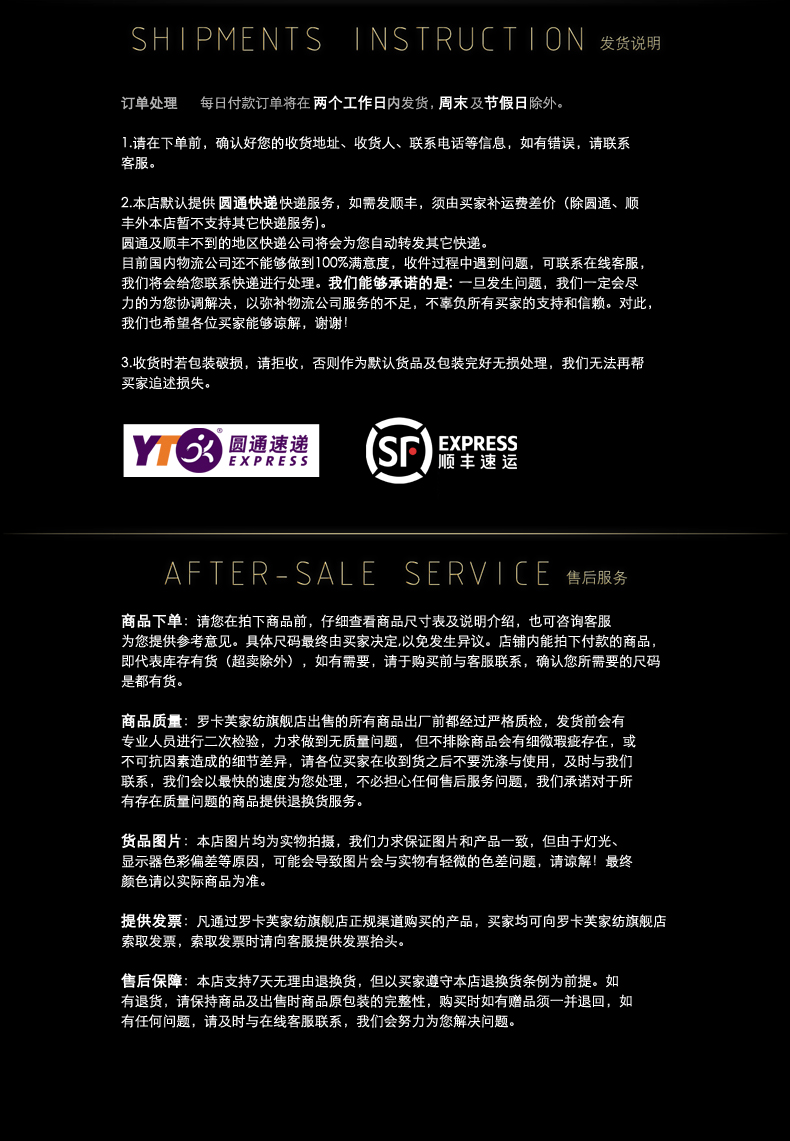 SHIPMENTS INSTRUCTION 发货说明
订单处理 每日付款订单将在两个工作日内发货，周末及节假日除外。
1.请在下单前，确认好您的收货地址、收货人、联系电话等信息，如有错误，请联系
客服。
2.本店默认提供 圆通快递 快递服务，如需发顺丰，须由买家补运费差价（除圆通、顺
丰外本店暂不支持其它快递服务）。
圆通及顺丰不到的地区快递公司将会为您自动转发其它快递。
目前国内物流公司还不能够做到100%满意度，收件过程中遇到问题，可联系在线客服，
我们将会给您联系快递进行处理。我们能够承诺的是：一旦发生问题，我们一定会尽
力的为您协调解决，以弥补物流公司服务的不足，不辜负所有买家的支持和信赖。对此，
我们也希望各位买家能够谅解，谢谢！
3.收货时若包装破损，请拒收，否则作为默认货品及包装完好无损处理，我们无法再帮
买家追述损失。
YTO® 圆通速递
EXPRESS
SF EXPRESS
顺丰速运
AFTER-SALE SERVICE 售后服务
商品下单：请您在拍下商品前，仔细查看商品尺寸表及说明介绍，也可咨询客服
为您提供参考意见。具体尺码最终由买家决定,以免发生异议。店铺内能拍下付款的商品，
即代表库存有货（超卖除外），如有需要，请于购买前与客服联系，确认您所需要的尺码
是都有货。
商品质量：罗卡芙家纺旗舰店出售的所有商品出厂前都经过严格质检，发货前会有
专业人员进行二次检验，力求做到无质量问题， 但不排除商品会有细微瑕疵存在，或
不可抗因素造成的细节差异，请各位买家在收到货之后不要洗涤与使用，及时与我们
联系，我们会以最快的速度为您处理，不必担心任何售后服务问题，我们承诺对于所
有存在质量问题的商品提供退换货服务。
货品图片：本店图片均为实物拍摄，我们力求保证图片和产品一致，但由于灯光、
显示器色彩偏差等原因，可能会导致图片会与实物有轻微的色差问题，请谅解！最终
颜色请以实际商品为准。
提供发票：凡通过罗卡芙家纺旗舰店正规渠道购买的产品，买家均可向罗卡芙家纺旗舰店
索取发票，索取发票时请向客服提供发票抬头。
售后保障：本店支持7天无理由退换货，但以买家遵守本店退换货条例为前提。如
有退货，请保持商品及出售时商品原包装的完整性，购买时如有赠品须一并退回，如
有任何问题，请及时与在线客服联系，我们会努力为您解决问题。